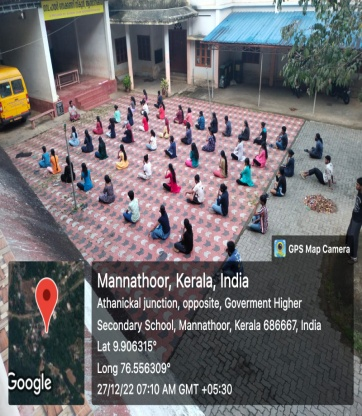 GPS Map Camera
Mannathoor, Kerala, India
Athanickal junction, opposite, Goverment Higher
Secondary School, Mannathoor, Kerala 686667, India
Lat 9.906315°
Long 76.556309°
27/12/22 07:10 AM GMT +05:30
Google